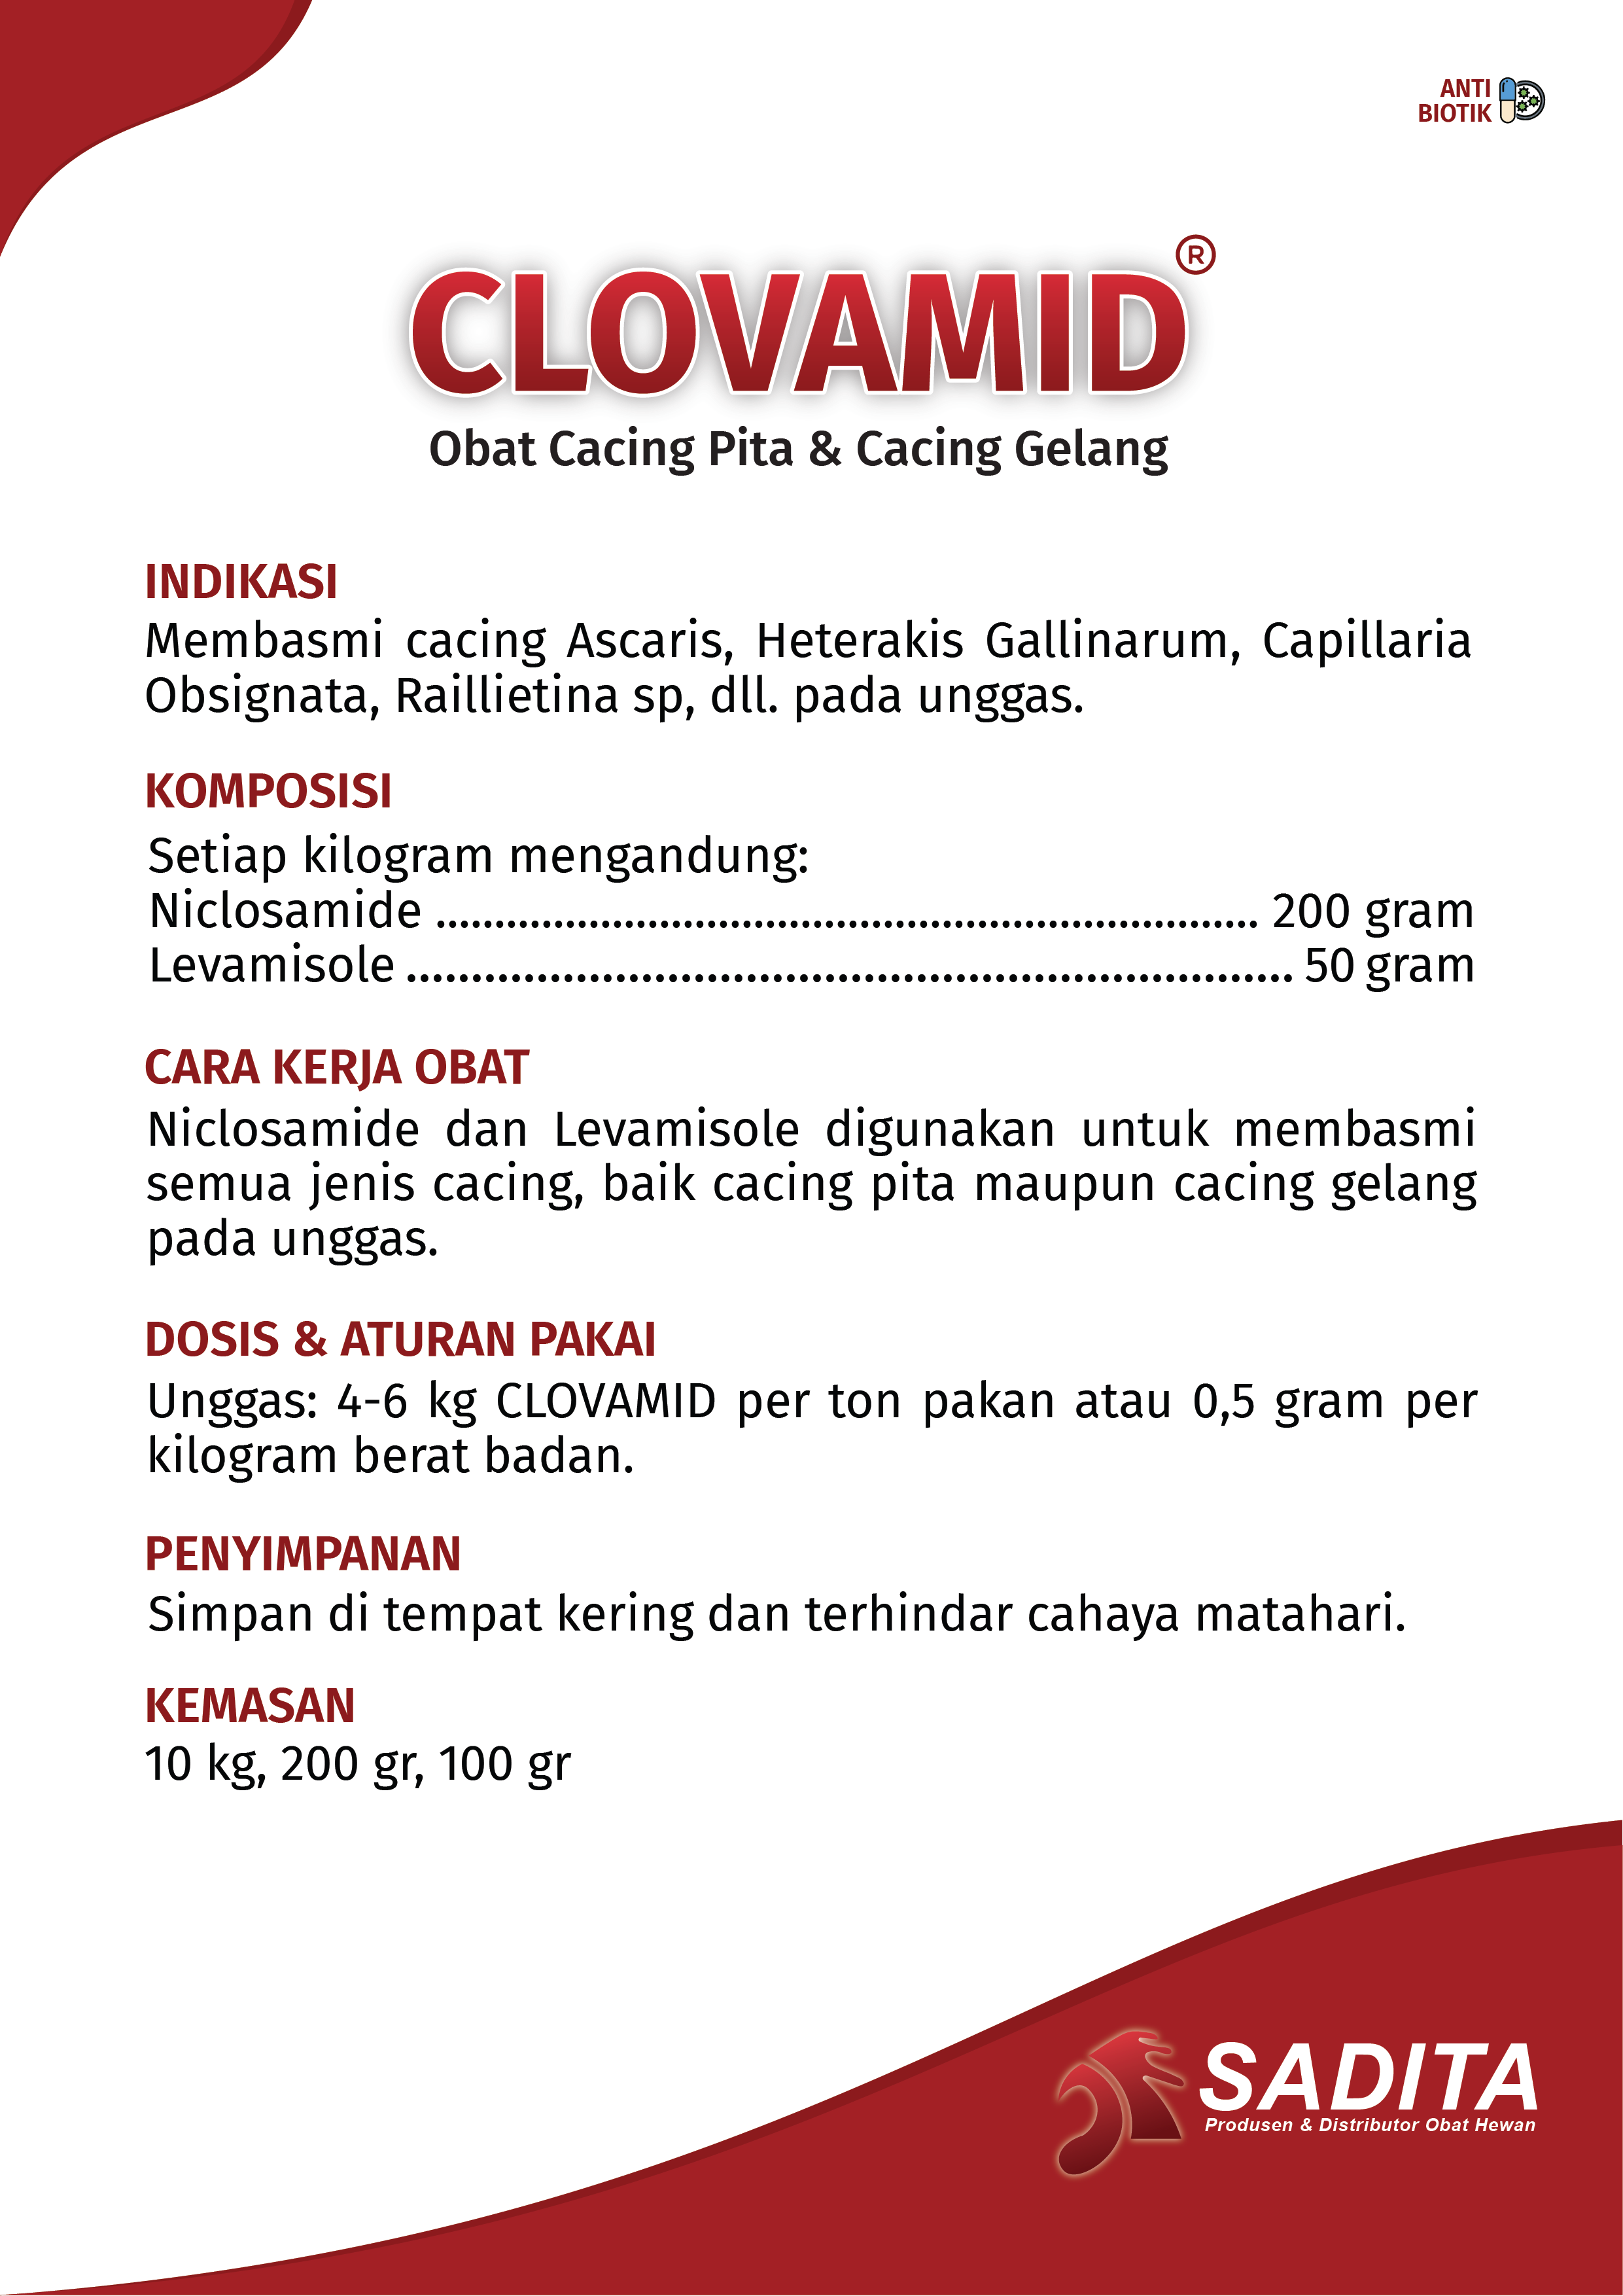 ANTI
BIOTIK
CLOVAMID®
Obat Cacing Pita & Cacing Gelang
INDIKASI
Membasmi cacing Ascaris, Heterakis Gallinarum, Capillaria
Obsignata, Raillietina sp, dll. pada unggas.
KOMPOSISI
Setiap kilogram mengandung:
Niclosamide ...................................................................... 200 gram
Levamisole ..................................................................... 50 gram
CARA KERJA OBAT
Niclosamide dan Levamisole digunakan untuk membasmi
semua jenis cacing, baik cacing pita maupun cacing gelang
pada unggas.
DOSIS & ATURAN PAKAI
Unggas: 4-6 kg CLOVAMID per ton pakan atau 0,5 gram per
kilogram berat badan.
PENYIMPANAN
Simpan di tempat kering dan terhindar cahaya matahari.
KEMASAN
10 kg, 200 gr, 100 gr
SADITA
Produsen & Distributor Obat Hewan